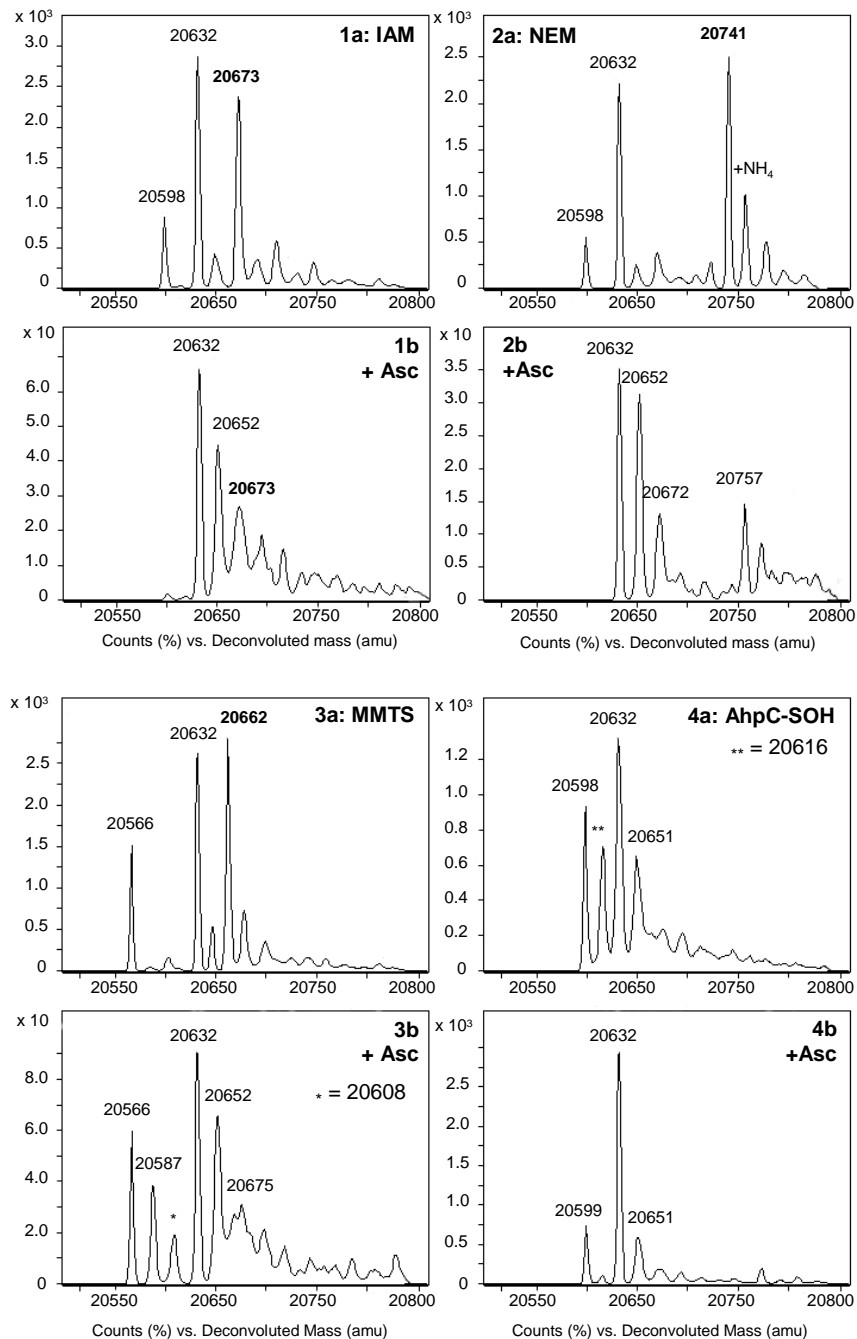 x 10³
1a: IAM
20632
20673
20598
3.0
2.5
2.0
1.5
1.0
0.5
0
20550 20650 20750 20800
x 10³
2a: NEM
20741
20632
+NH₄
20598
2.5
2.0
1.5
1.0
0.5
0
20550 20650 20750 20800
x 10
1b
+ Asc
20632
20652
20673
6.0
4.0
3.0
1.0
0
20550 20650 20750 20800
Counts (%) vs. Deconvoluted mass (amu)
x 10
2b
+Asc
20632
20652
20672
20757
3.5
3.0
2.5
2.0
1.5
1.0
0.5
0
20550 20650 20750 20800
Counts (%) vs. Deconvoluted mass (amu)
x 10³
3a: MMTS
20662
20632
20566
2.5
2.0
1.5
1.0
0.5
0
20550 20650 20750 20800
x 10³
4a: AhpC-SOH
** = 20616
20632
20598
**
20651
1.2
0.8
0.6
0.4
0.2
0
20550 20650 20750 20800
x 10
3b
+ Asc
* = 20608
20632
20566
20652
20587
20675
*
8.0
6.0
4.0
2.0
0
20550 20650 20750 20800
Counts (%) vs. Deconvoluted Mass (amu)
x 10³
4b
+Asc
20632
20599
20651
2.5
2.0
1.5
1.0
0.5
0
20550 20650 20750 20800
Counts (%) vs. Deconvoluted Mass (amu)